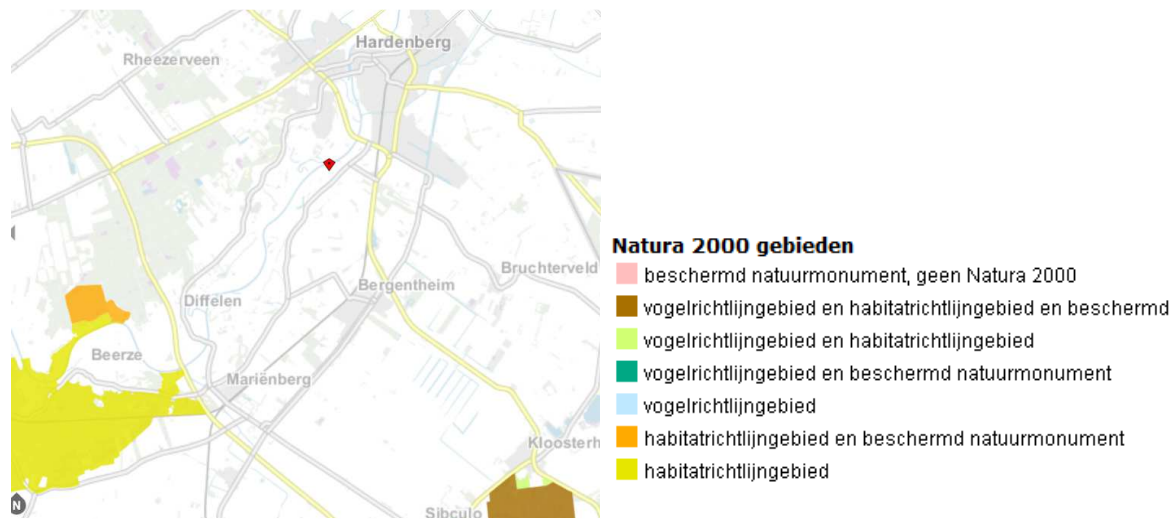 Hardenberg
Rheezerveen
Bruchterveld
Bergentheim
Diffelen
Beerze
Mariënberg
Kloosterh
Sibculo
N
Natura 2000 gebieden
beschermd natuurmonument, geen Natura 2000
vogelrichtlijngebied en habitatrichtlijngebied en beschermd
vogelrichtlijngebied en habitatrichtlijngebied
vogelrichtlijngebied en beschermd natuurmonument
vogelrichtlijngebied
habitatrichtlijngebied en beschermd natuurmonument
habitatrichtlijngebied